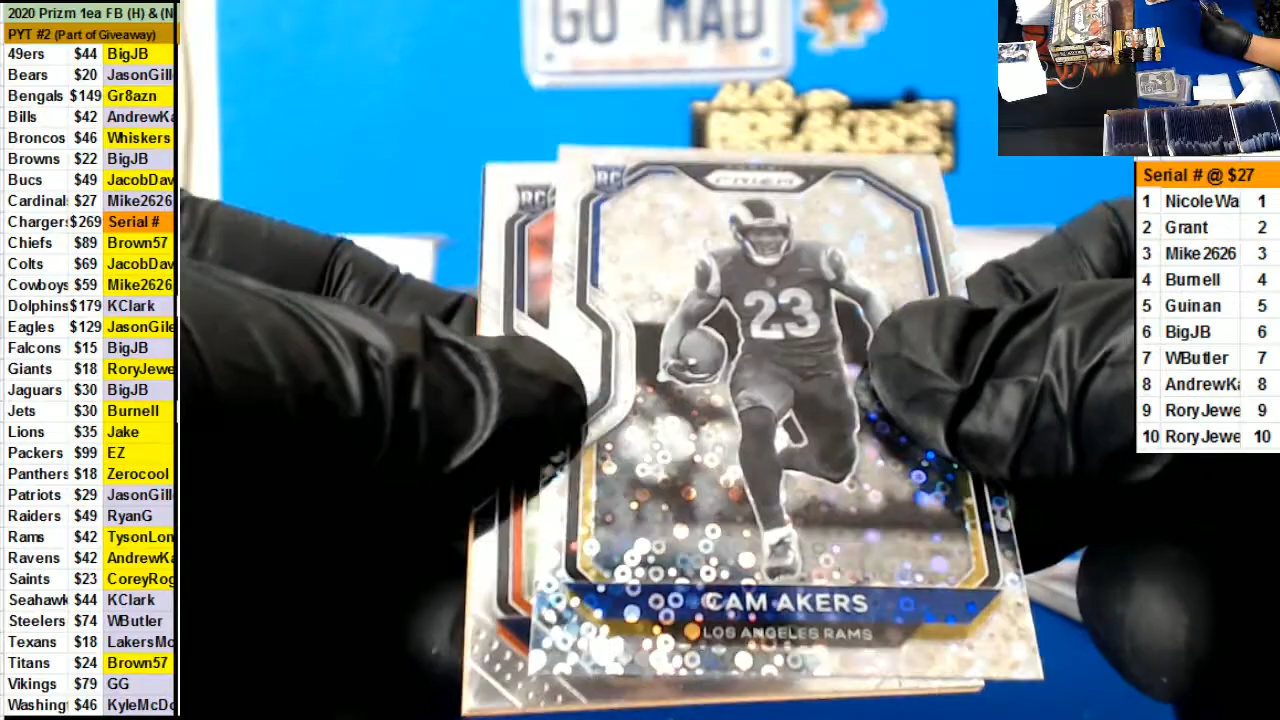 2020 Prizm 1ea FB (H) & (N
PYT #2 (Part of Giveaway)
49ers $44 BigJB
Bears $20 JasonGill
Bengals $149 Gr8azn
Bills $42 AndrewKa
Broncos $46 Whiskers
Browns $22 BigJB
Bucs $49 JacobDav
Cardinal $27 Mike2626
Chargers $269 Serial #
Chiefs $89 Brown57
Colts $69 JacobDav
Cowboys $59 Mike2626
Dolphins $179 KClark
Eagles $129 JasonGile
Falcons $15 BigJB
Giants $18 RoryJewe
Jaguars $30 BigJB
Jets $30 Burnell
Lions $35 Jake
Packers $99 EZ
Panthers $18 Zerocool
Patriots $29 JasonGill
Raiders $49 RyanG
Rams $42 TysonLon
Ravens $42 AndrewKa
Saints $23 CoreyRog
Seahawk $44 KClark
Steelers $74 WButler
Texans $18 LakersMc
Titans $24 Brown57
Vikings $79 GG
Washing $46 KyleMcDo
GO MAD
BREAKERS
RC
RC
PRIZM
23
CAM AKERS
LOS ANGELES RAMS
Serial # @ $27
1 NicoleWa 1
2 Grant 2
3 Mike2626 3
4 Burnell 4
5 Guinan 5
6 BigJB 6
7 WButler 7
8 AndrewKa 8
9 RoryJewe 9
10 RoryJewe 10